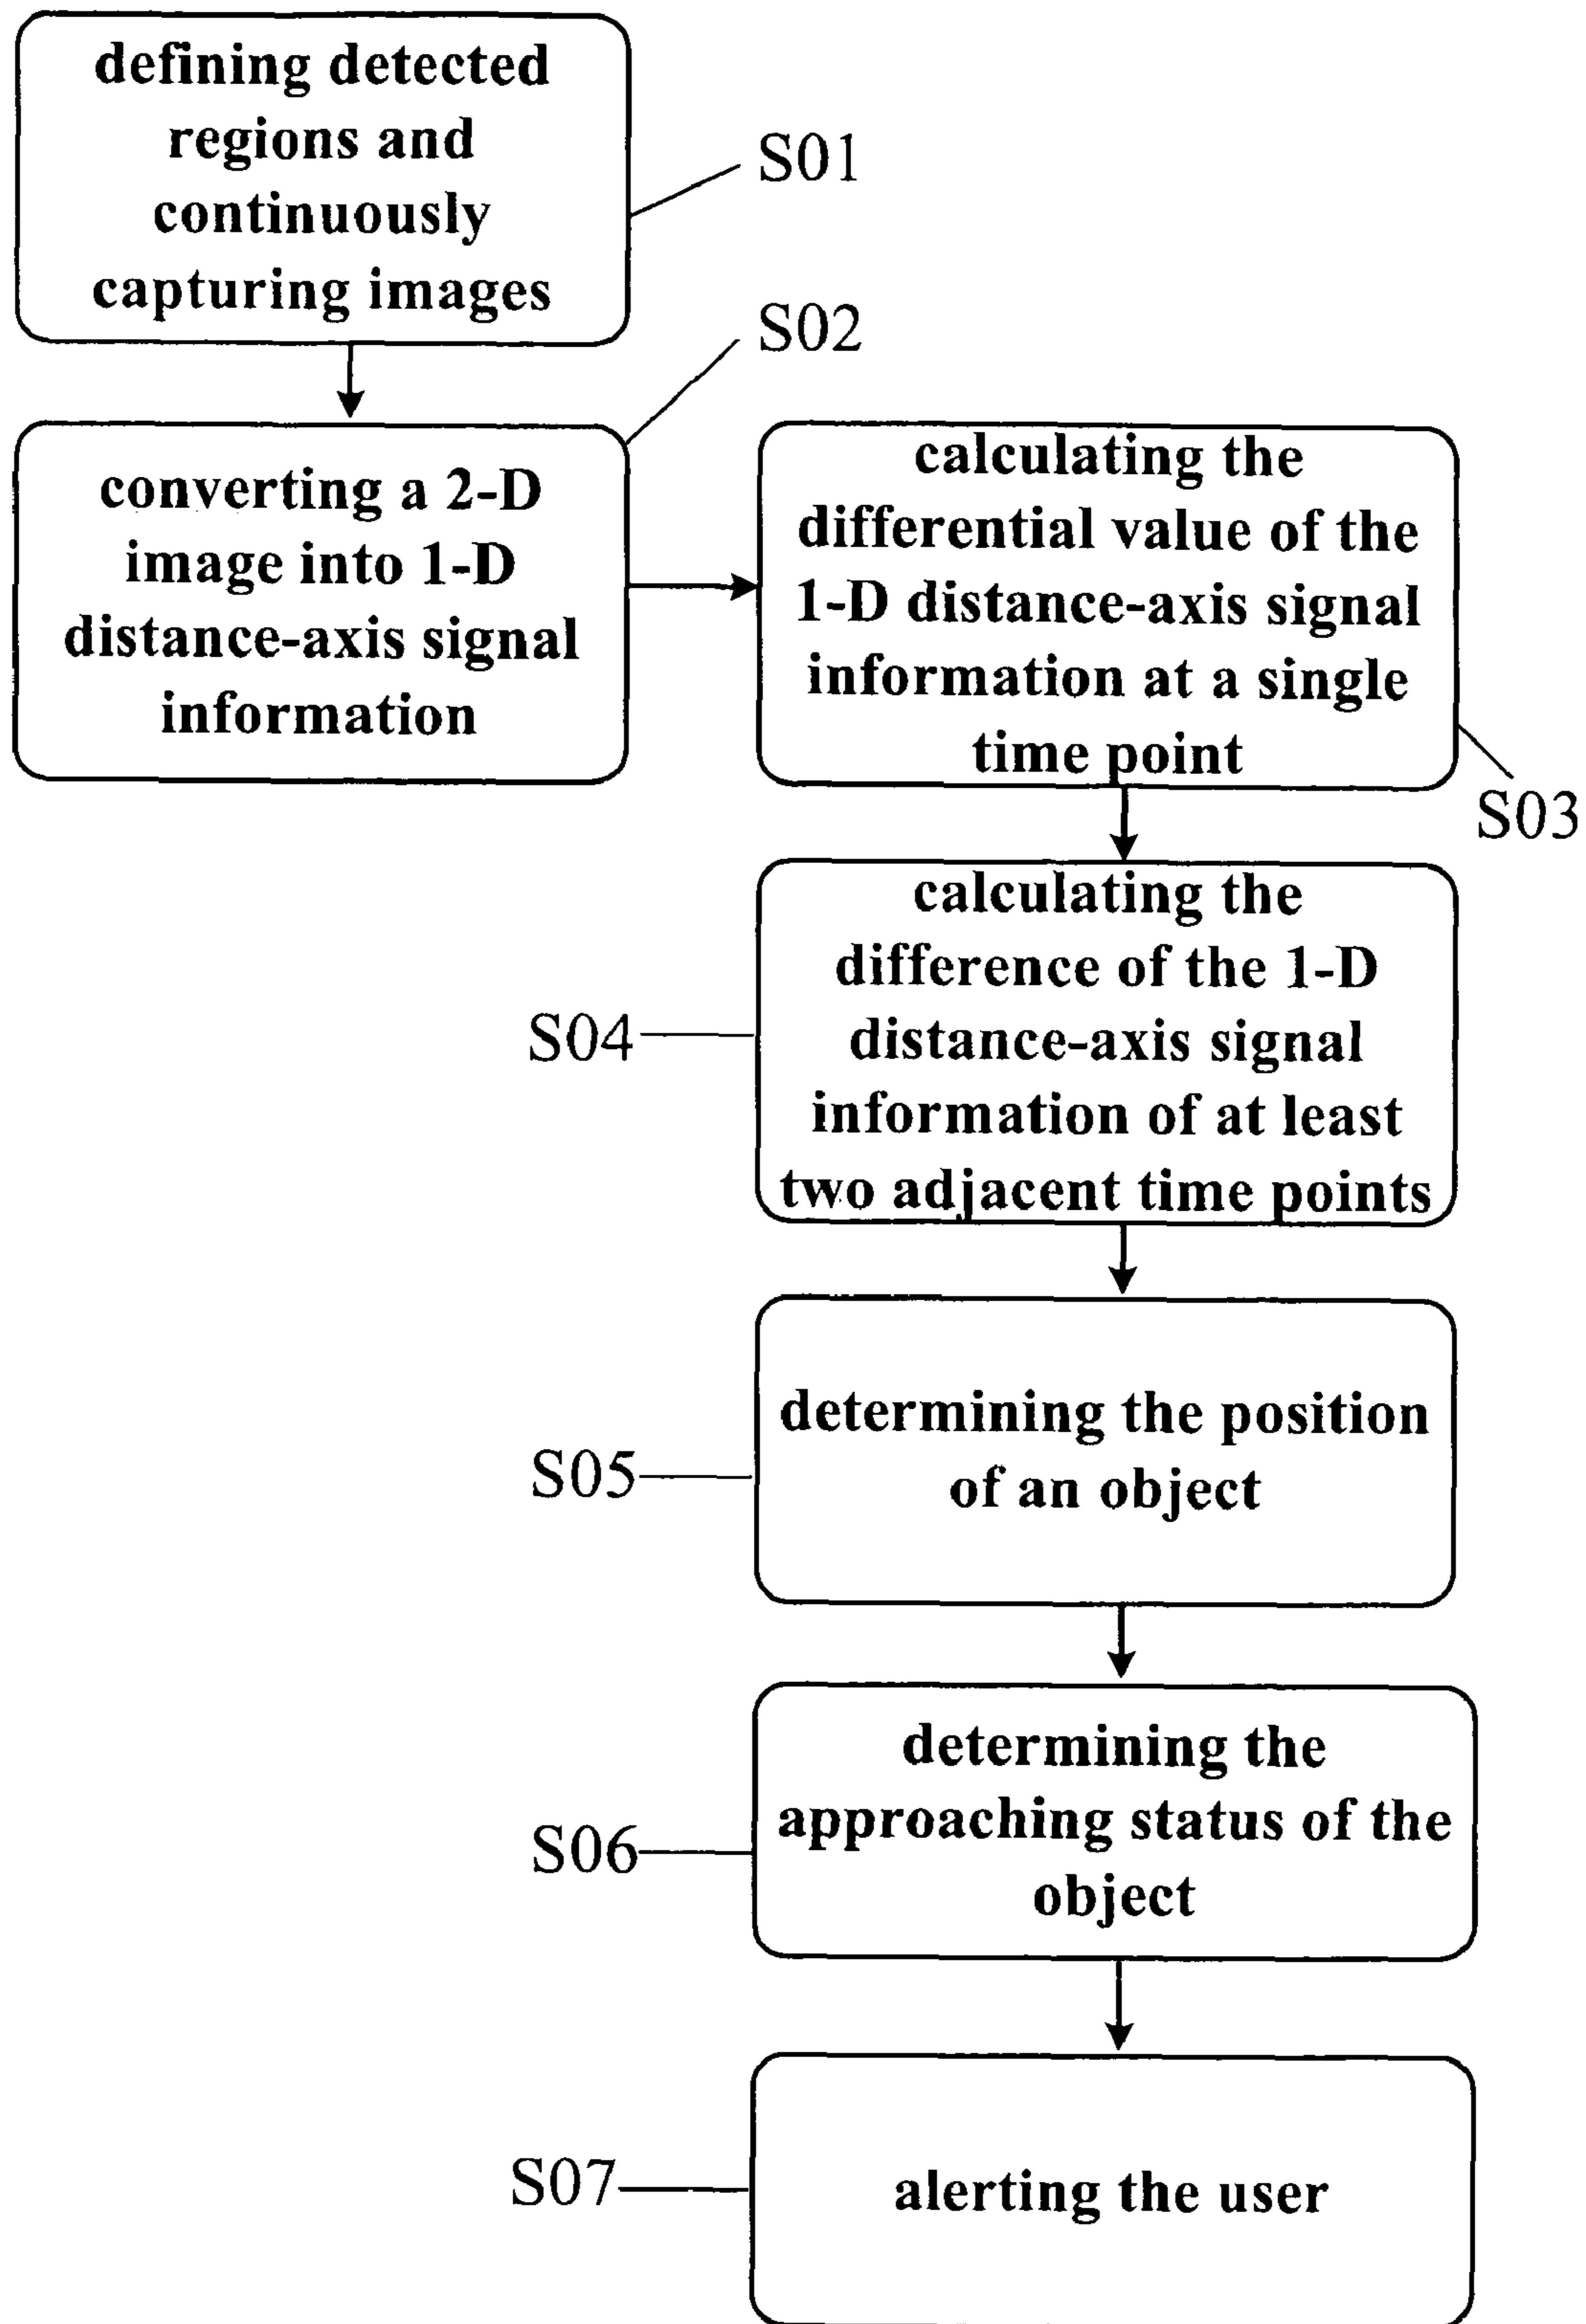 defining detected
regions and
continuously
capturing images
S01
S02
converting a 2-D
image into 1-D
distance-axis signal
information
calculating the
differential value of the
1-D distance-axis signal
information at a single
time point
S03
calculating the
difference of the 1-D
distance-axis signal
information of at least
two adjacent time points
S04
determining the position
of an object
S05
determining the
approaching status of the
object
S06
alerting the user
S07